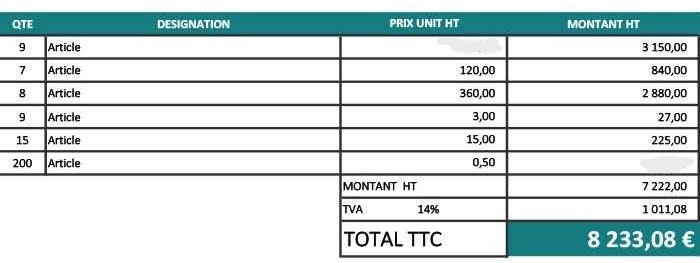 QTE DESIGNATION PRIX UNIT HT MONTANT HT
9 Article 3 150,00
7 Article 120,00 840,00
8 Article 360,00 2 880,00
9 Article 3,00 27,00
15 Article 15,00 225,00
200 Article 0,50
MONTANT HT 7 222,00
TVA 14% 1 011,08
TOTAL TTC 8 233,08 €